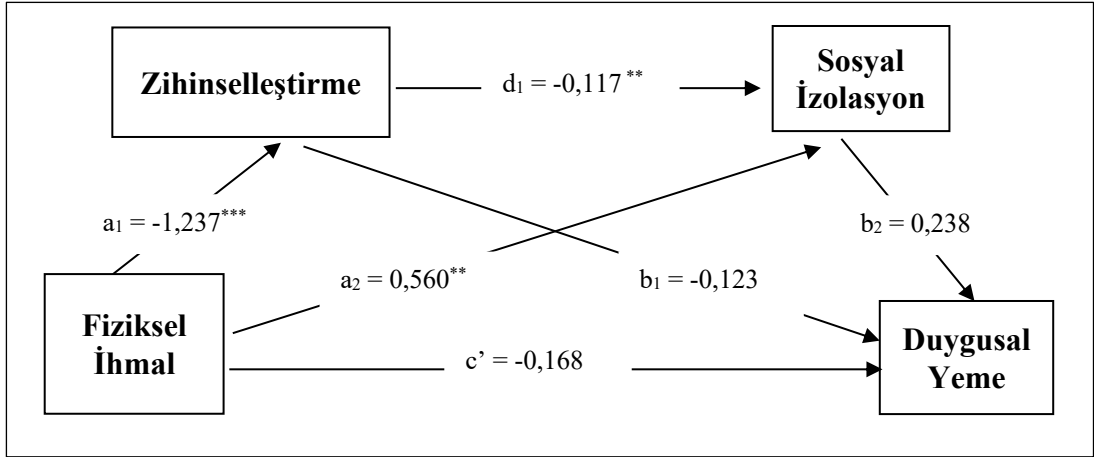 Zihinselleştirme
d₁ = -0,117 **
Sosyal
İzolasyon
a₁ = -1,237***
b₂ = 0,238
a₂ = 0,560**
b₁ = -0,123
Fiziksel
İhmal
c’ = -0,168
Duygusal
Yeme